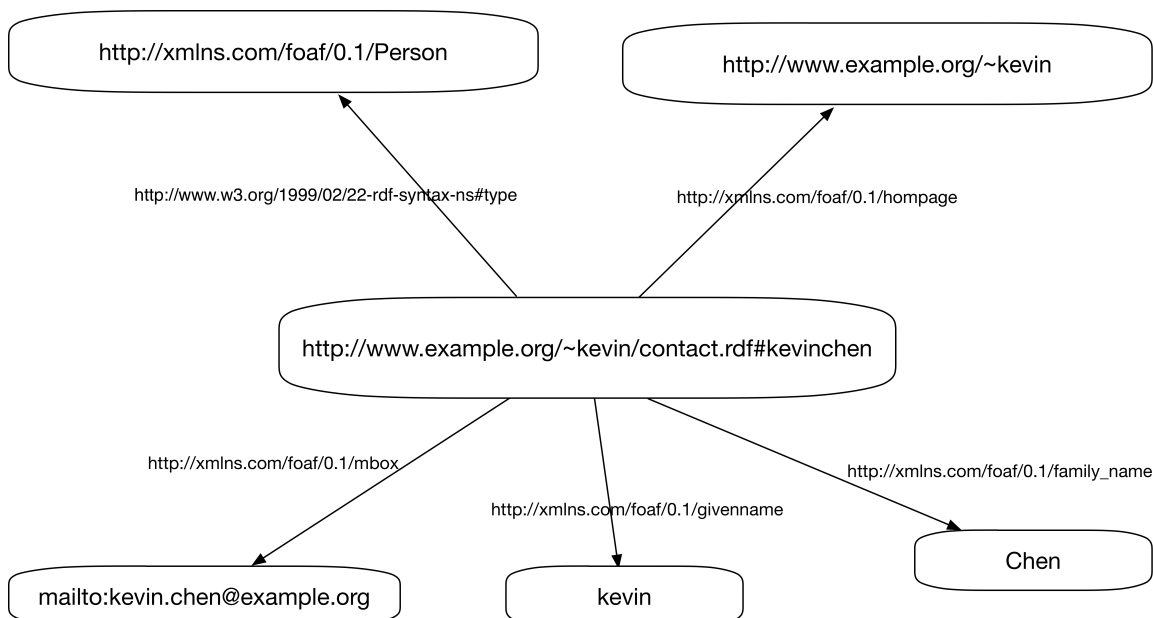 http://xmlns.com/foaf/0.1/Person
http://www.example.org/~kevin
http://www.w3.org/1999/02/22-rdf-syntax-ns#type
http://xmlns.com/foaf/0.1/hompage
http://www.example.org/~kevin/contact.rdf#kevinchen
http://xmlns.com/foaf/0.1/mbox
http://xmlns.com/foaf/0.1/family_name
http://xmlns.com/foaf/0.1/givenname
Chen
mailto:kevin.chen@example.org
kevin